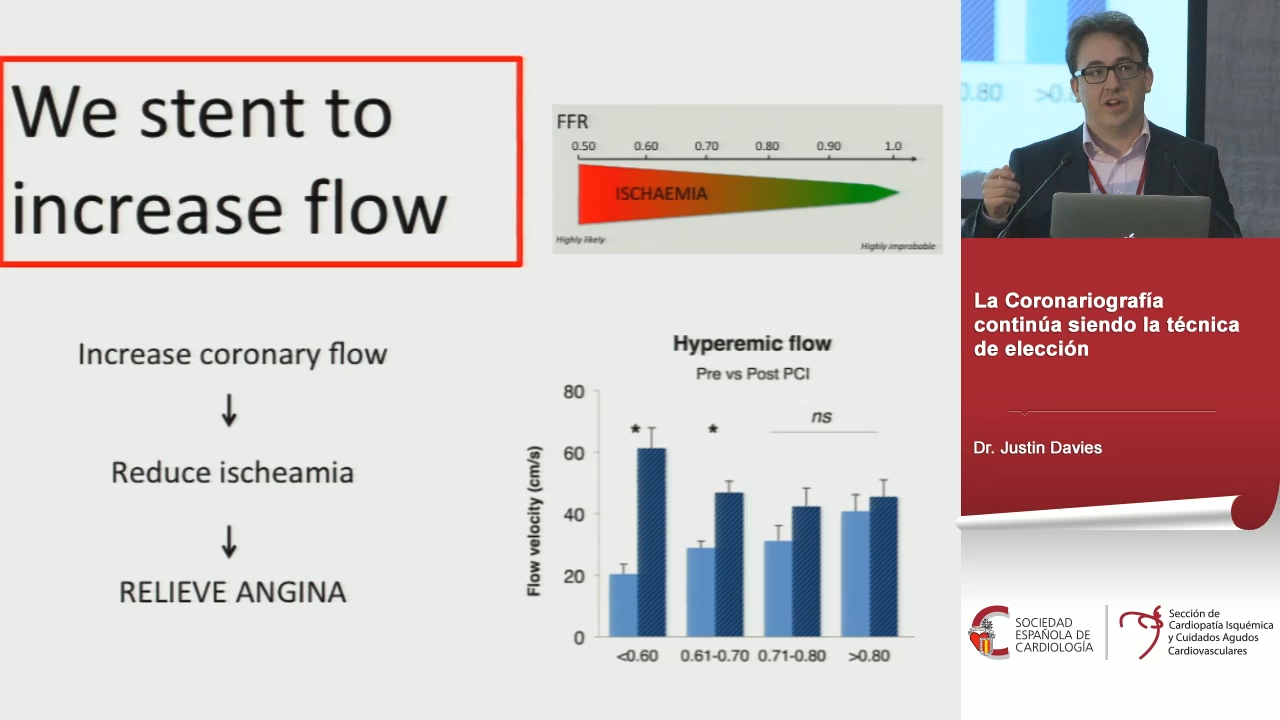 We stent to
increase flow
Increase coronary flow
↓
Reduce ischeamia
↓
RELIEVE ANGINA
FFR
0.50 0.60 0.70 0.80 0.90 1.0
ISCHAEMIA
Highly likely
Highly improbable
Hyperemic flow
Pre vs Post PCI
Flow velocity (cm/s)
80
60
40
20
0
* * ns
<0.60 0.61-0.70 0.71-0.80 >0.80
0.80 >0.
La Coronariografía
continúa siendo la técnica
de elección
Dr. Justin Davies
SOCIEDAD
ESPAÑOLA DE
CARDIOLOGÍA
Sección de
Cardiopatía Isquémica
y Cuidados Agudos
Cardiovasculares